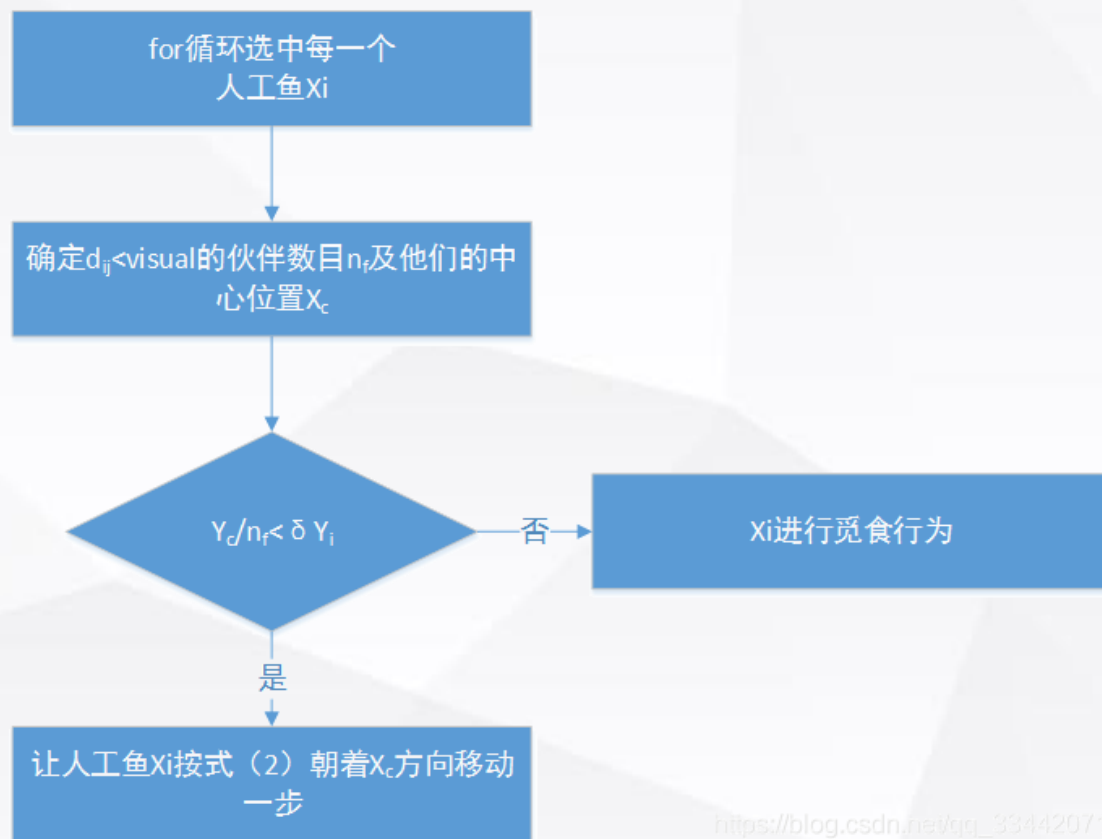 for循环选中每一个
人工鱼Xi
确定dij<visual的伙伴数目nf及他们的中
心位置Xc
Yc/nf< δ Yi
否
Xi进行觅食行为
是
让人工鱼Xi按式（2）朝着Xc方向移动
一步
https://blog.csdn.net/qq_3344207